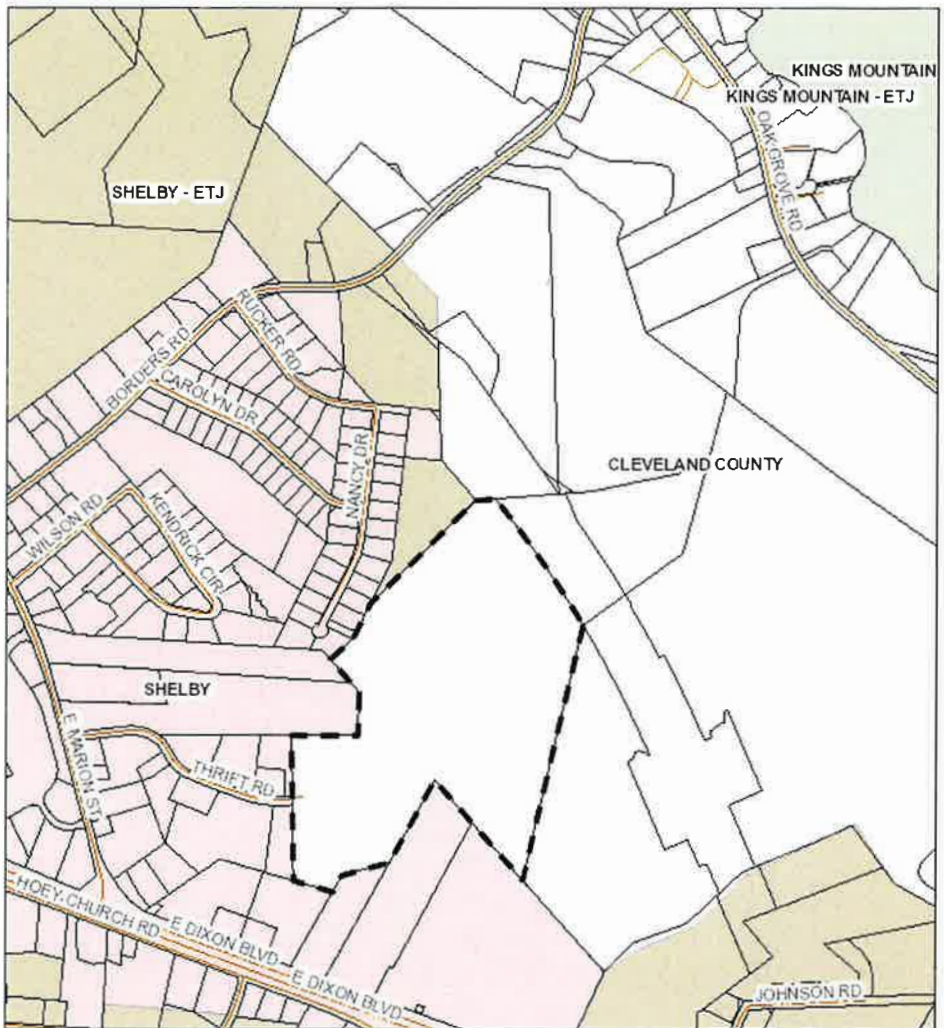 KINGS MOUNTAIN
KINGS MOUNTAIN - ETJ
OAK GROVE RD
SHELBY - ETJ
RUCKER RD
BORDERS RD
CAROLYN DR
NANCY DR
CLEVELAND COUNTY
WILSON RD
KENDRICK CIR
SHELBY
E MARION ST
THRIFT RD
HOEY CHURCH RD
E DIXON BLVD
E DIXON BLVD
JOHNSON RD